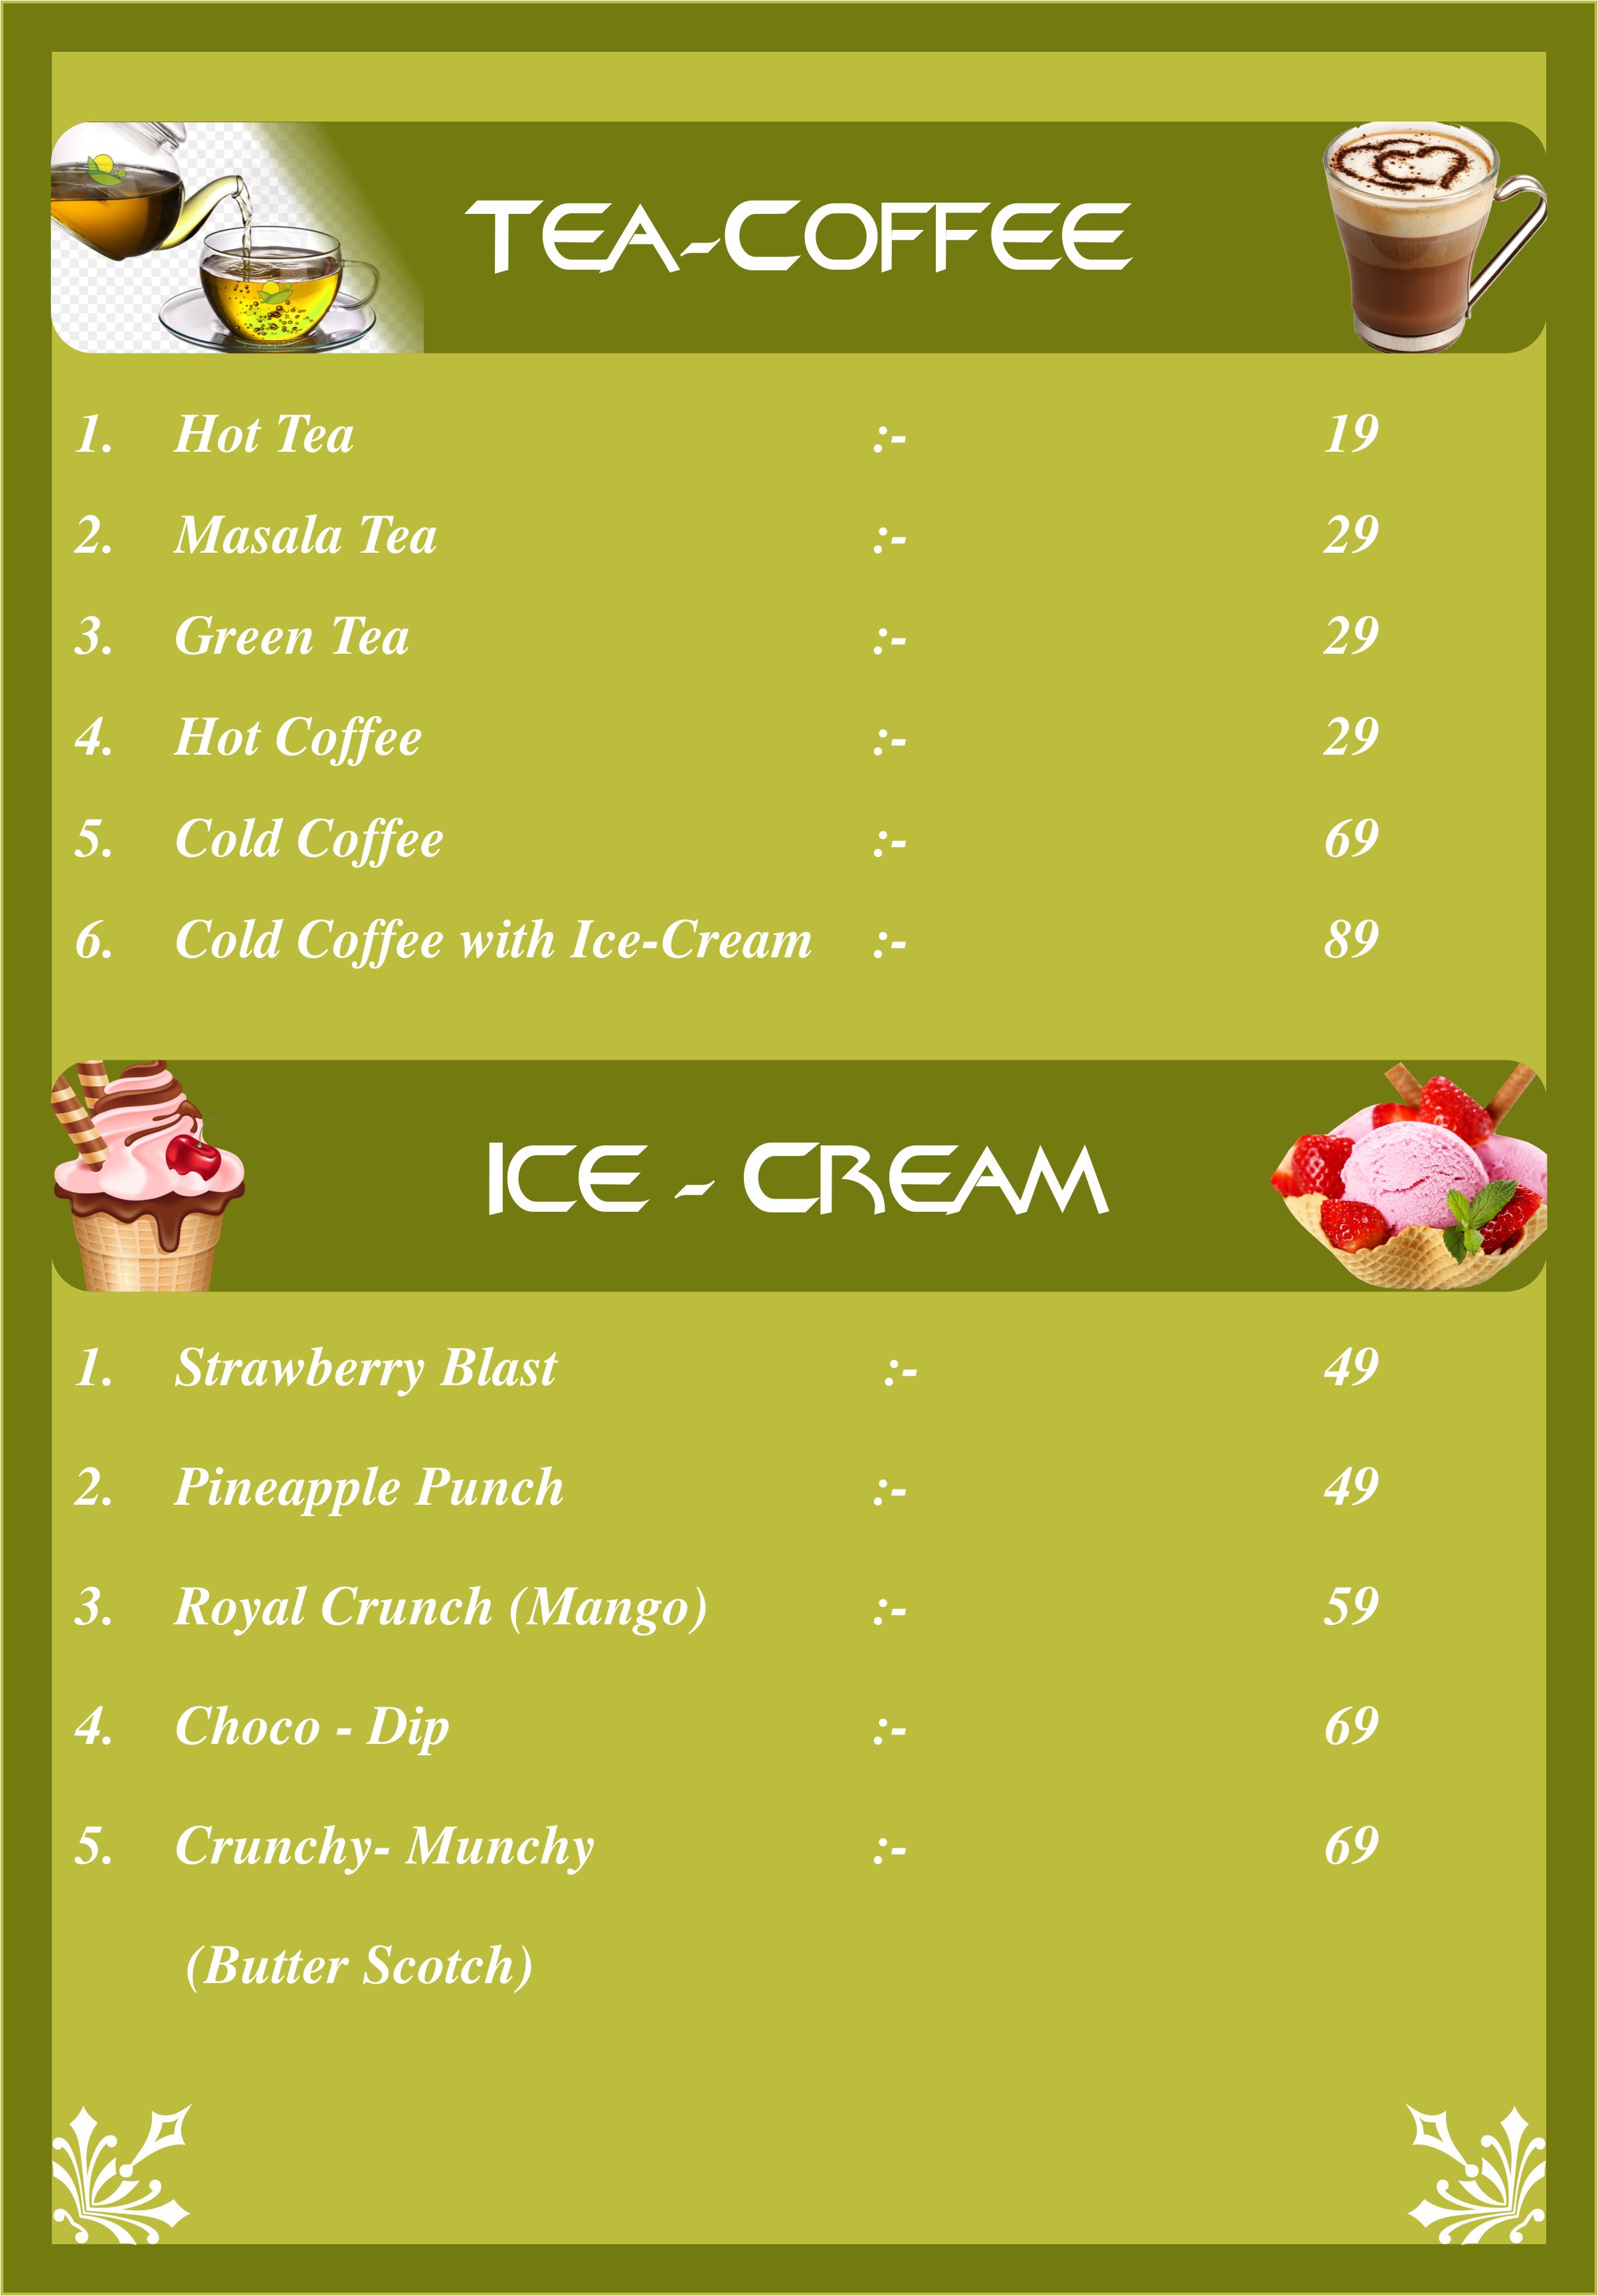 TEA-COFFEE
1. Hot Tea :- 19
2. Masala Tea :- 29
3. Green Tea :- 29
4. Hot Coffee :- 29
5. Cold Coffee :- 69
6. Cold Coffee with Ice-Cream :- 89
ICE - CREAM
1. Strawberry Blast :- 49
2. Pineapple Punch :- 49
3. Royal Crunch (Mango) :- 59
4. Choco - Dip :- 69
5. Crunchy- Munchy :- 69
(Butter Scotch)